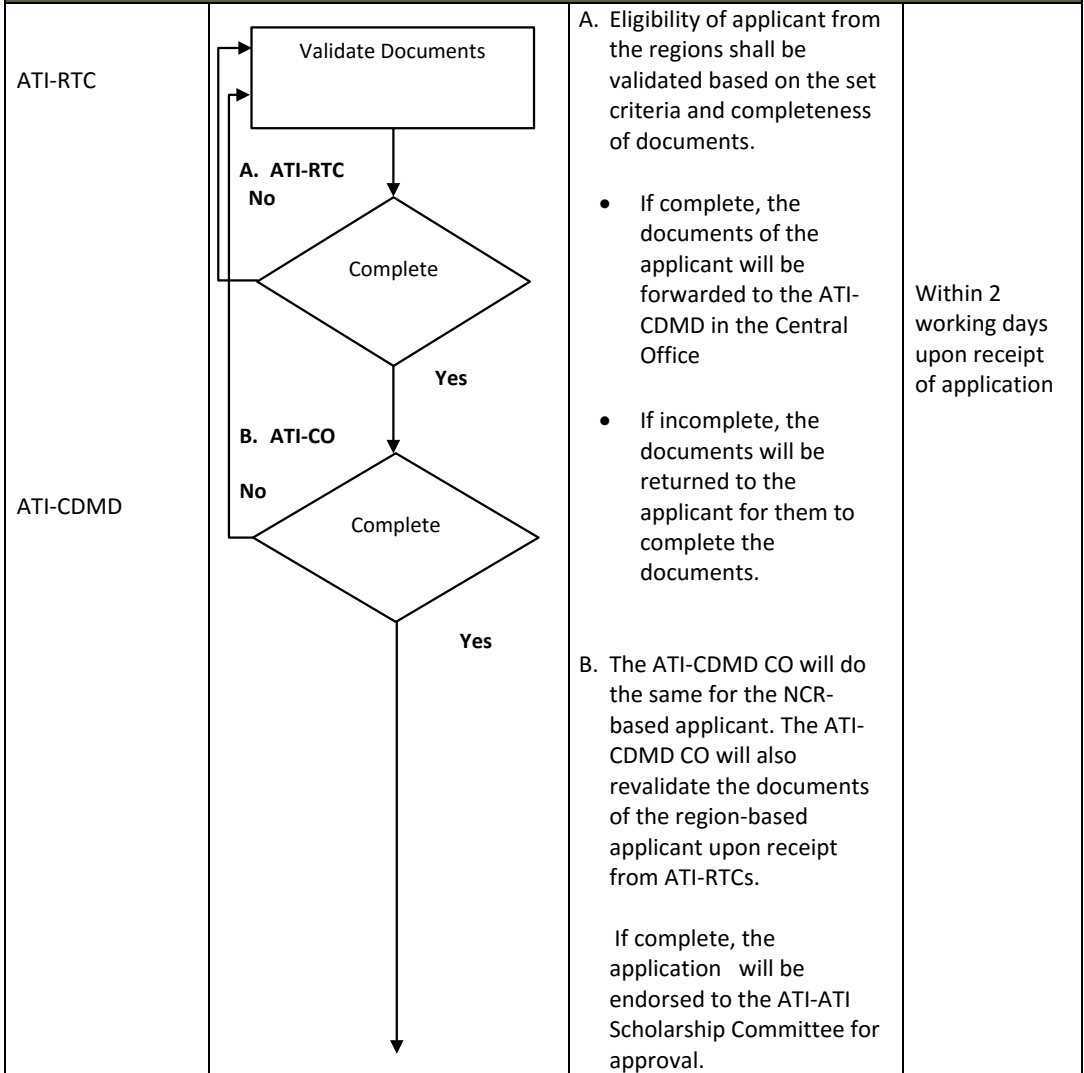 ATI-RTC
ATI-CDMD
Validate Documents
A. ATI-RTC
No
Complete
Yes
B. ATI-CO
No
Complete
Yes
A. Eligibility of applicant from
the regions shall be
validated based on the set
criteria and completeness
of documents.
• If complete, the
documents of the
applicant will be
forwarded to the ATI-
CDMD in the Central
Office
• If incomplete, the
documents will be
returned to the
applicant for them to
complete the
documents.
B. The ATI-CDMD CO will do
the same for the NCR-
based applicant. The ATI-
CDMD CO will also
revalidate the documents
of the region-based
applicant upon receipt
from ATI-RTCs.
If complete, the
application will be
endorsed to the ATI-ATI
Scholarship Committee for
approval.
Within 2
working days
upon receipt
of application